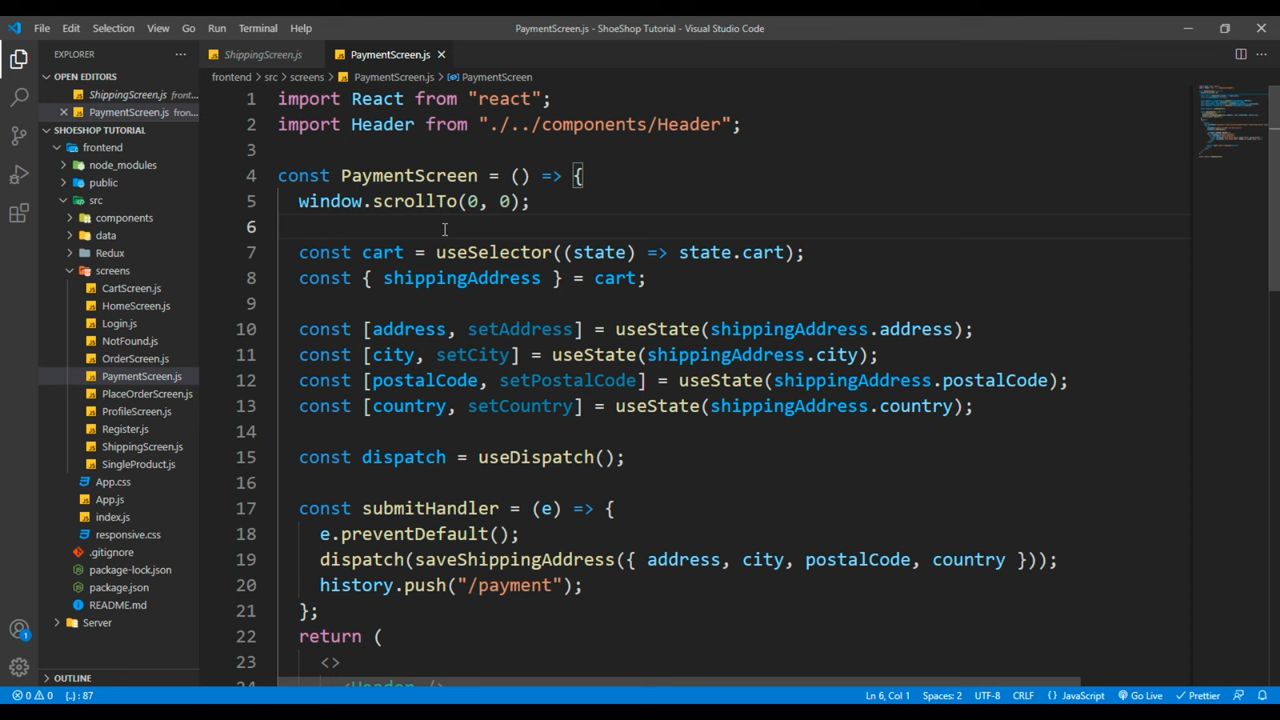 File Edit Selection View Go Run Terminal Help PaymentScreen.js - ShoeShop Tutorial - Visual Studio Code
EXPLORER
ShippingScreen.js PaymentScreen.js
OPEN EDITORS
ShippingScreen.js front...
PaymentScreen.js fron...
SHOESHOP TUTORIAL
frontend
node_modules
public
src
components
data
Redux
screens
CartScreen.js
HomeScreen.js
Login.js
NotFound.js
OrderScreen.js
PaymentScreen.js
PlaceOrderScreen.js
ProfileScreen.js
Register.js
ShippingScreen.js
SingleProduct.js
App.css
App.js
index.js
responsive.css
.gitignore
package-lock.json
package.json
README.md
Server
OUTLINE
1
frontend > src > screens > PaymentScreen.js > PaymentScreen
1 import React from "react";
2 import Header from "./../components/Header";
3
4 const PaymentScreen = () => {
5 window.scrollTo(0, 0);
6
7 const cart = useSelector((state) => state.cart);
8 const { shippingAddress } = cart;
9
10 const [address, setAddress] = useState(shippingAddress.address);
11 const [city, setCity] = useState(shippingAddress.city);
12 const [postalCode, setPostalCode] = useState(shippingAddress.postalCode);
13 const [country, setCountry] = useState(shippingAddress.country);
14
15 const dispatch = useDispatch();
16
17 const submitHandler = (e) => {
18 e.preventDefault();
19 dispatch(saveShippingAddress({ address, city, postalCode, country }));
20 history.push("/payment");
21 };
22 return (
23 <>
24 <Header />
0 0 {..} : 87 Ln 6, Col 1 Spaces: 2 UTF-8 CRLF {} JavaScript Go Live Prettier